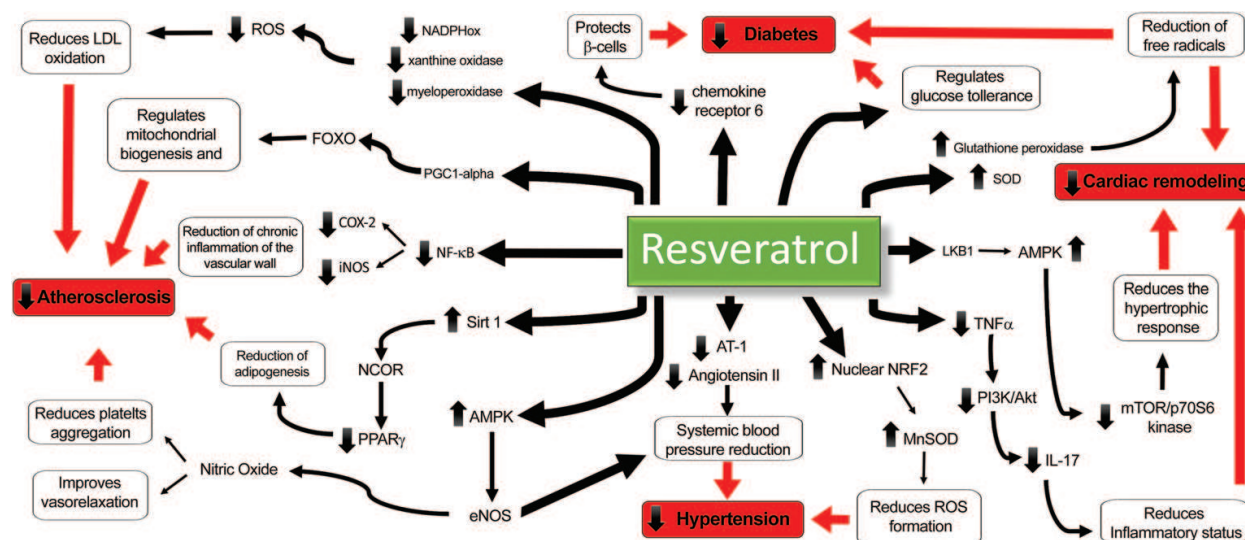 Reduces LDL
oxidation
ROS
NADPHox
xanthine oxidase
myeloperoxidase
Protects
β-cells
Diabetes
Reduction of
free radicals
chemokine
receptor 6
Regulates
glucose tollerance
Regulates
mitochondrial
biogenesis and
FOXO
PGC1-alpha
Glutathione peroxidase
SOD
Cardiac remodeling
Reduction of chronic
inflammation of the
vascular wall
COX-2
iNOS
NF-κB
Resveratrol
LKB1
AMPK
Atherosclerosis
Reduces the
hypertrophic
response
Sirt 1
NCOR
PPARγ
Reduction of
adipogenesis
AT-1
Angiotensin II
Nuclear NRF2
TNFα
PI3K/Akt
mTOR/p70S6
kinase
Reduces platelts
aggregation
AMPK
Systemic blood
pressure reduction
MnSOD
IL-17
Nitric Oxide
Improves
vasorelaxation
eNOS
Hypertension
Reduces ROS
formation
Reduces
Inflammatory status